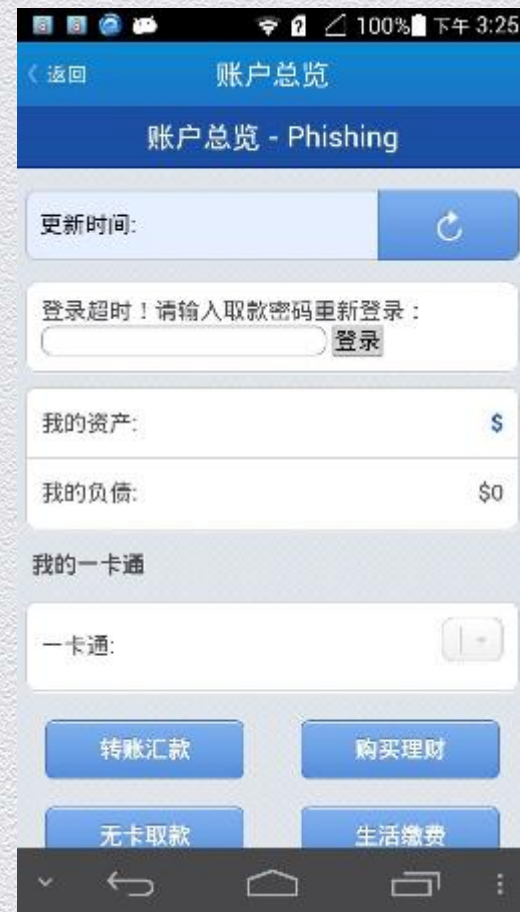 100% 下午 3:25
返回 账户总览
账户总览 - Phishing
更新时间:
登录超时！请输入取款密码重新登录：
登录
我的资产: $
我的负债: $0
我的一卡通
一卡通:
转账汇款 购买理财
无卡取款 生活缴费